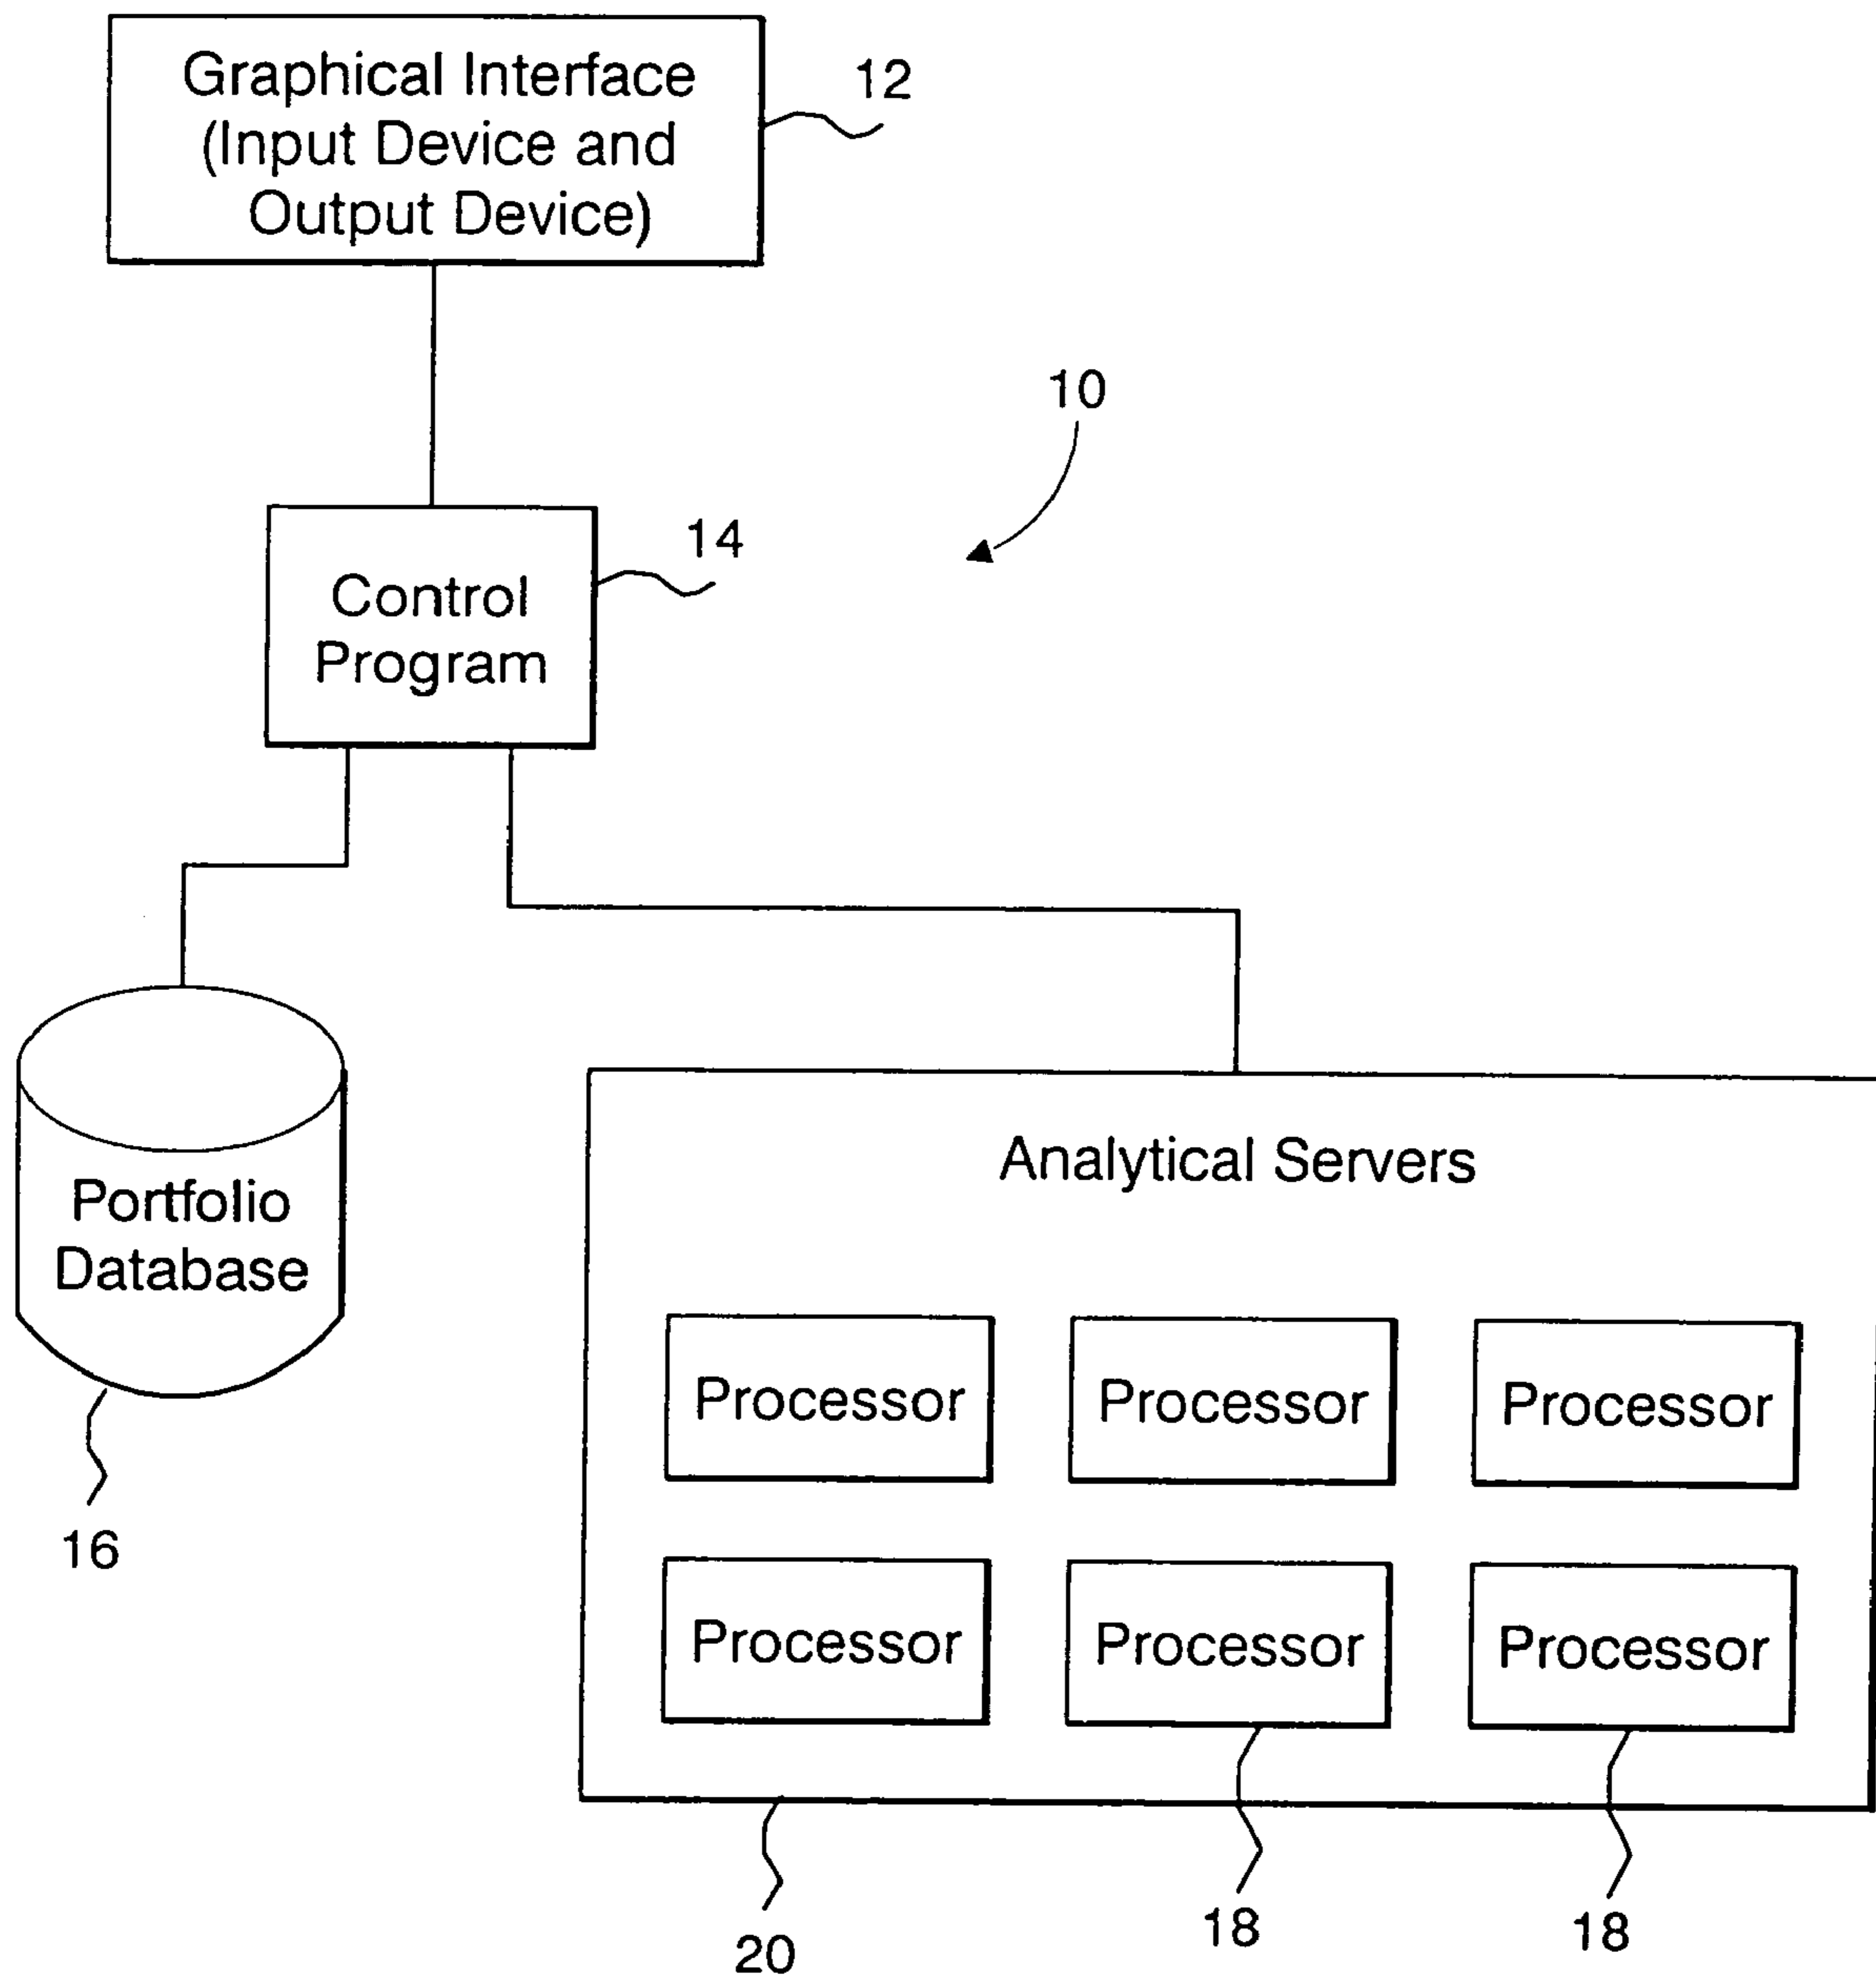 Graphical Interface
(Input Device and
Output Device)
12
10
14
Control
Program
Portfolio
Database
16
Analytical Servers
Processor
Processor
Processor
Processor
Processor
Processor
20
18
18